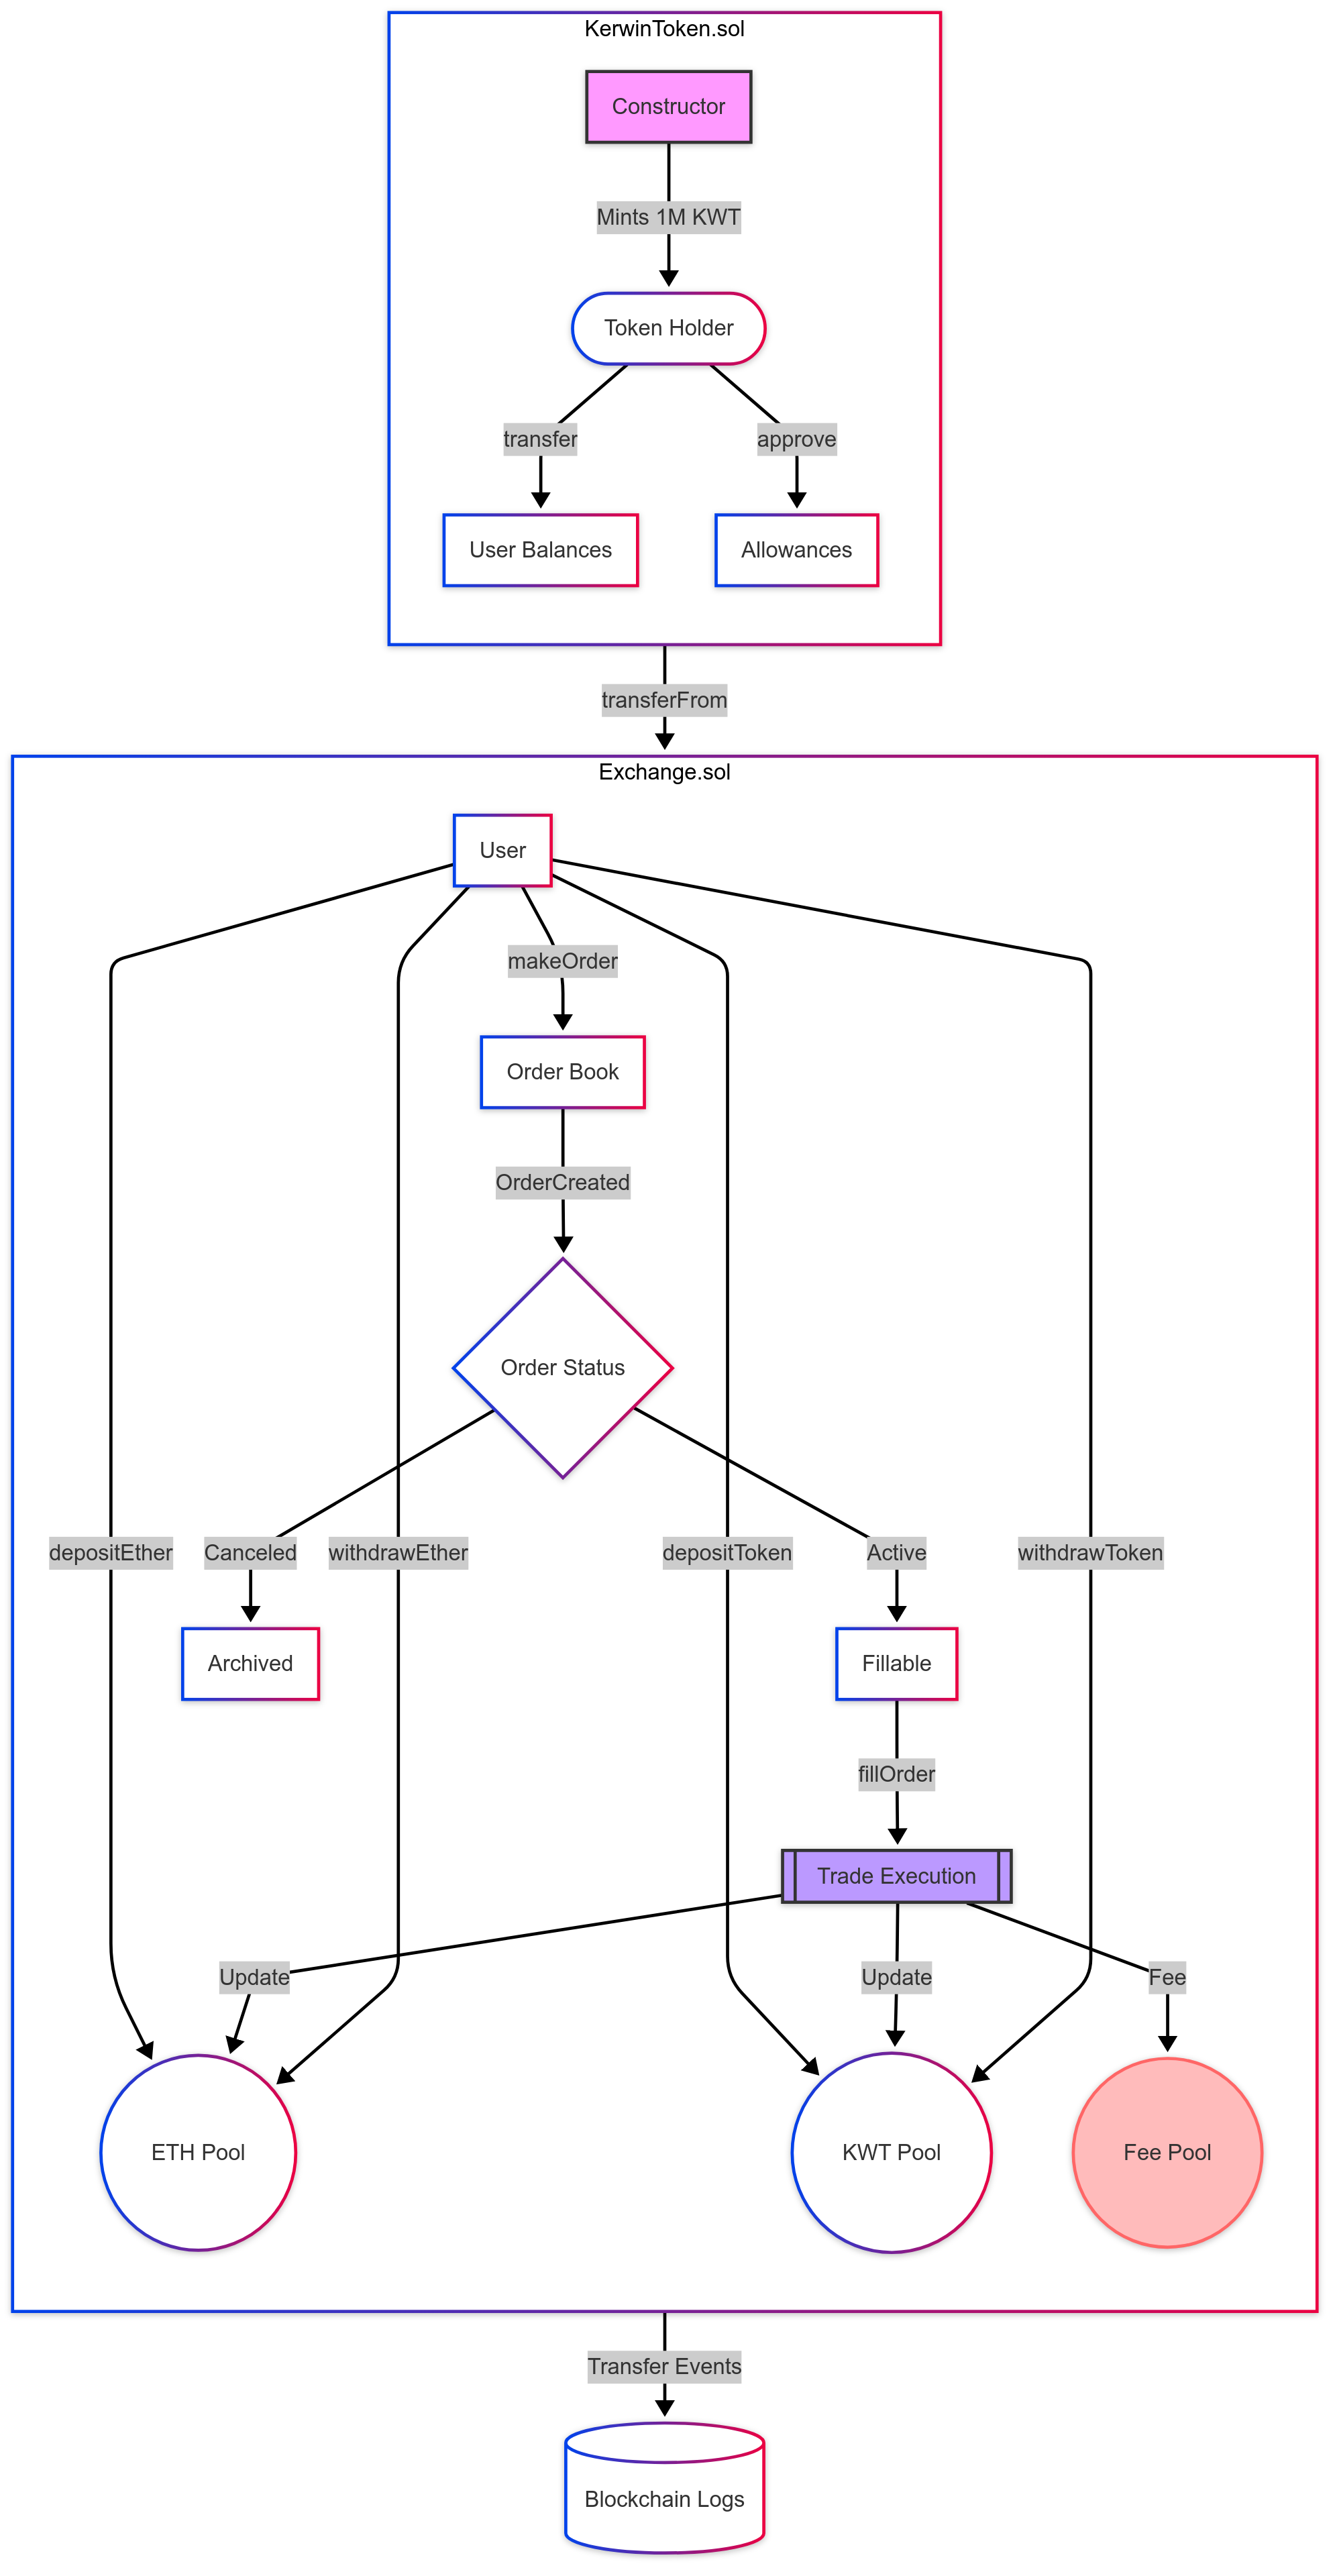 KerwinToken.sol
Constructor
Mints 1M KWT
Token Holder
transfer
approve
User Balances
Allowances
transferFrom
Exchange.sol
User
makeOrder
Order Book
OrderCreated
Order Status
depositEther
Canceled
withdrawEther
depositToken
Active
withdrawToken
Archived
Fillable
fillOrder
Trade Execution
Update
Update
Fee
ETH Pool
KWT Pool
Fee Pool
Transfer Events
Blockchain Logs